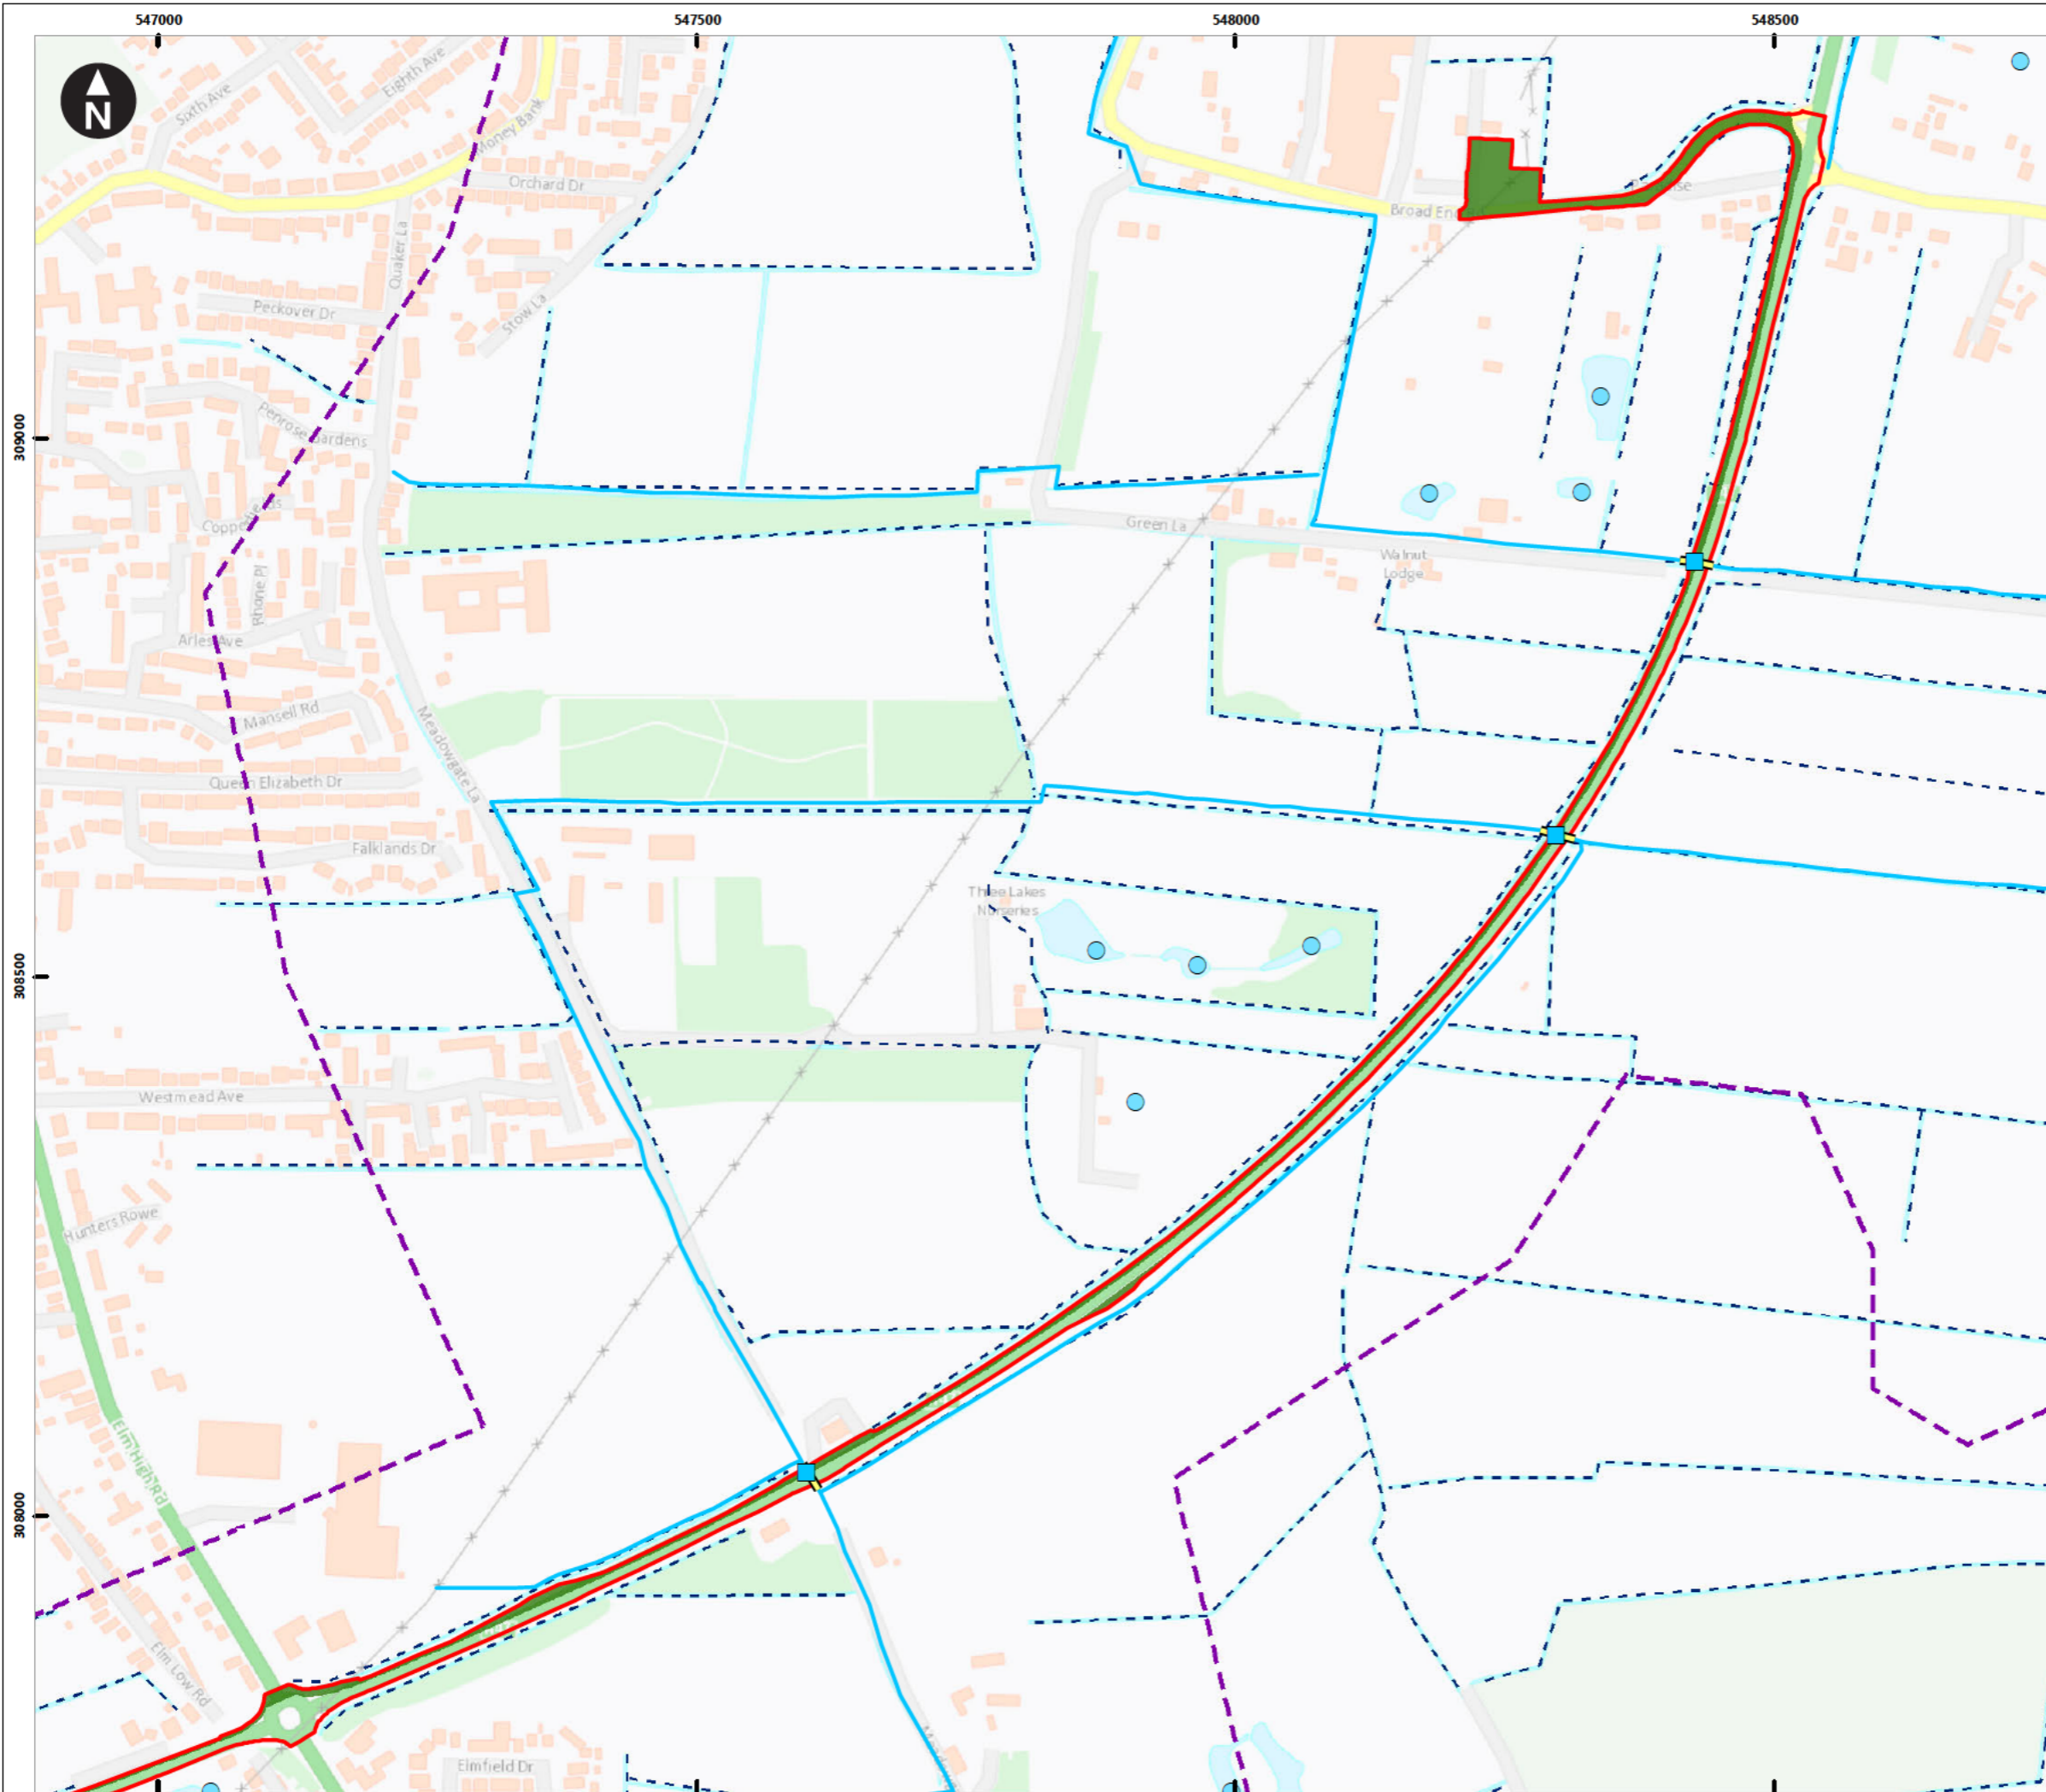 547000
547500
548000
548500
N
Sixth Ave
Eighth Ave
Money Bank
Orchard Dr
Quaker La
Broad End
Peckover Dr
Stow La
309000
Penrose Gardens
Green La
Walnut
Lodge
Rhone Pl
Arles Ave
Mansell Rd
Meadowgate La
Queen Elizabeth Dr
Falklands Dr
Three Lakes
Nurseries
308500
Westmead Ave
Hunters Rowe
Elm High Rd
308000
Elm Low Rd
Elmfield Dr